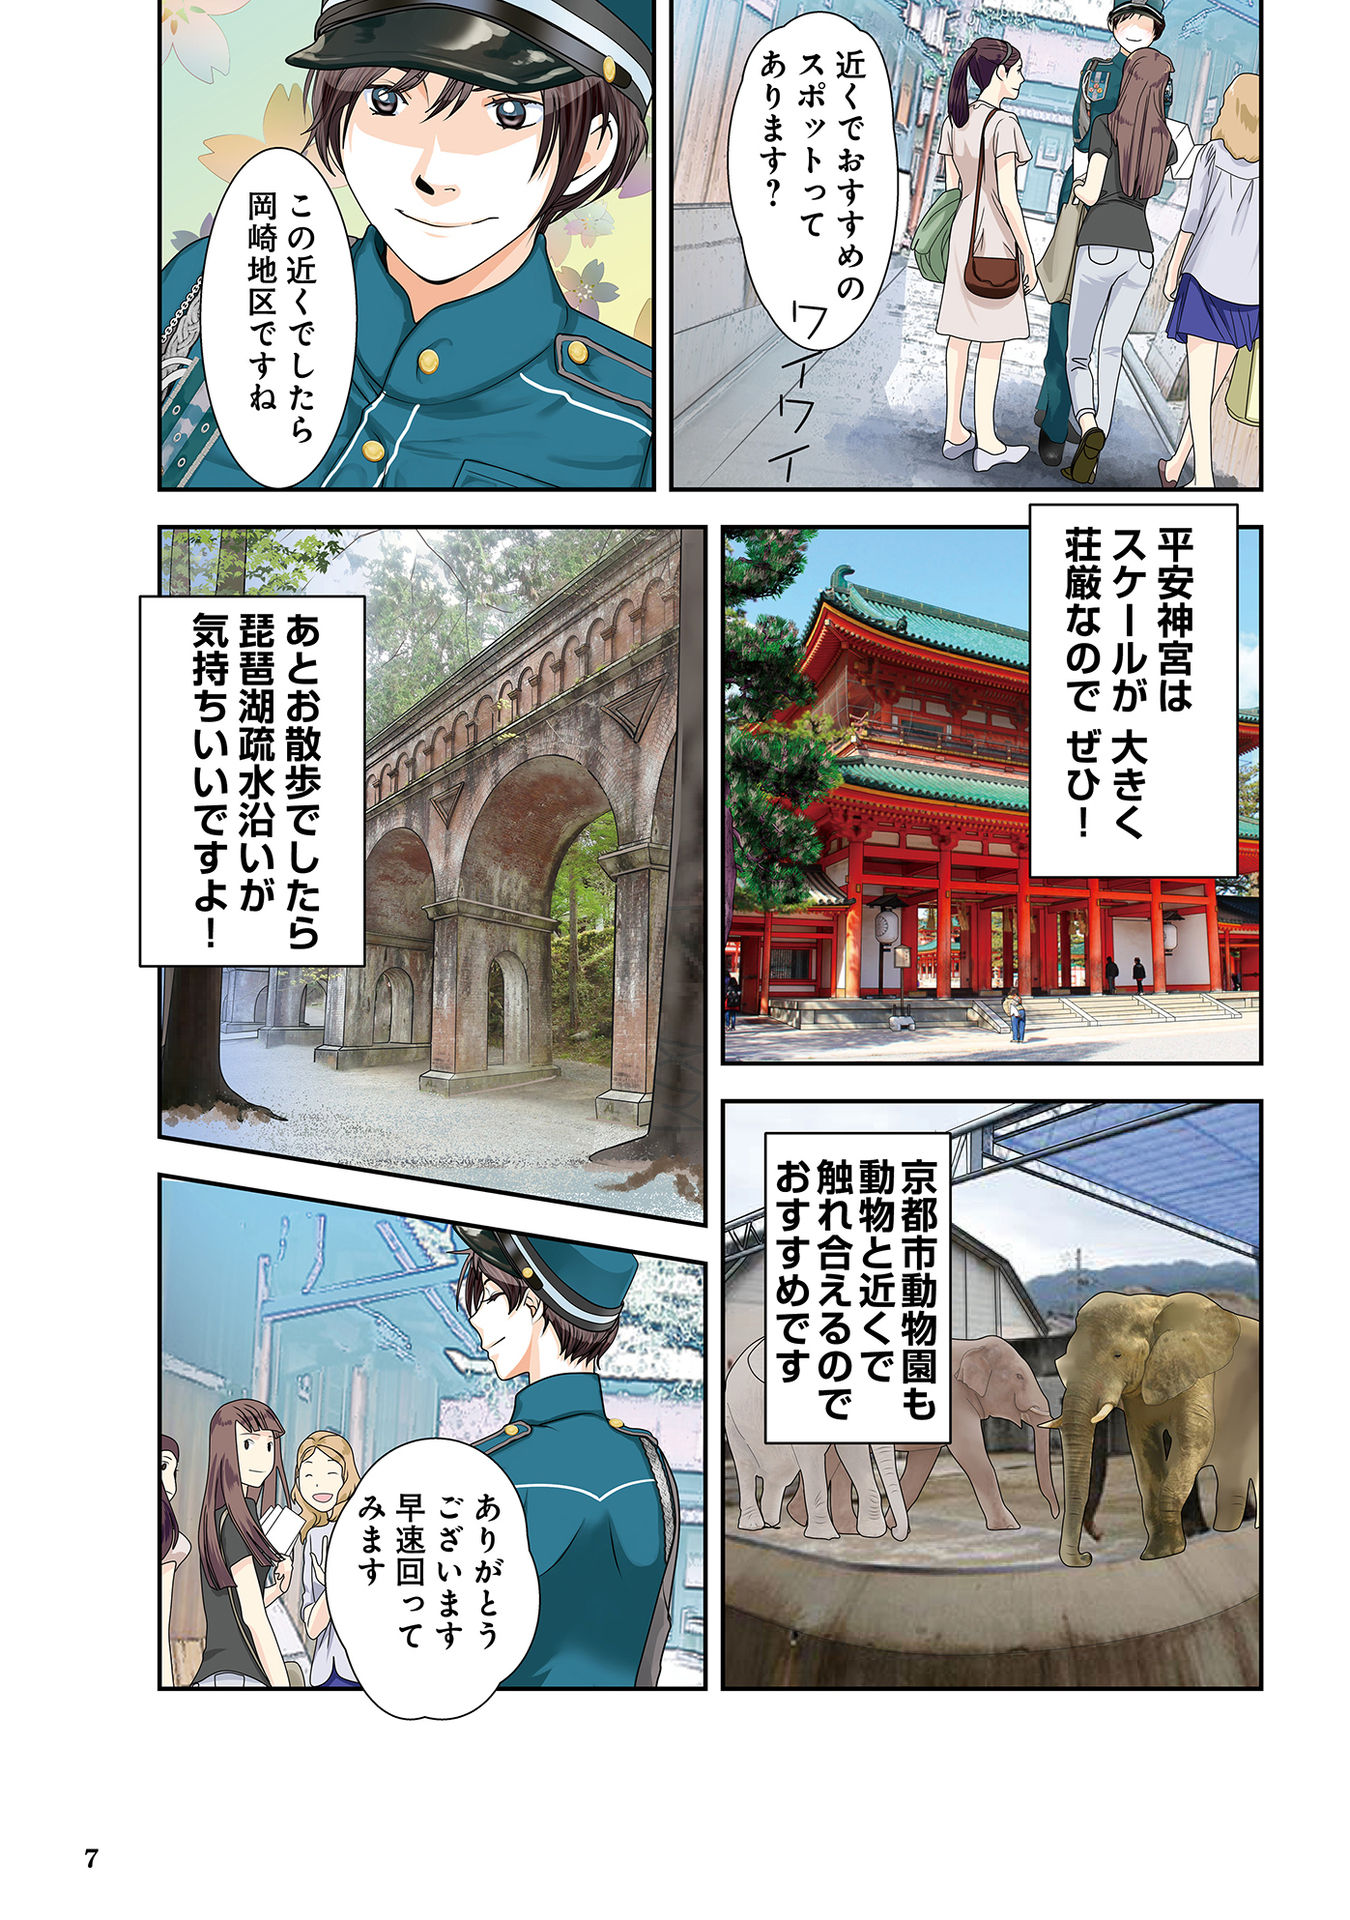 近くでおすすめの
スポットって
あります?
ワイワイ
この近くでしたら
岡崎地区ですね
平安神宮は
スケールが 大きく
荘厳なので ぜひ!
あとお散歩でしたら
琵琶湖疏水沿いが
気持ちいいですよ!
京都市動物園も
動物と近くで
触れ合えるので
おすすめです
ありがとう
ございます
早速回って
みます
7